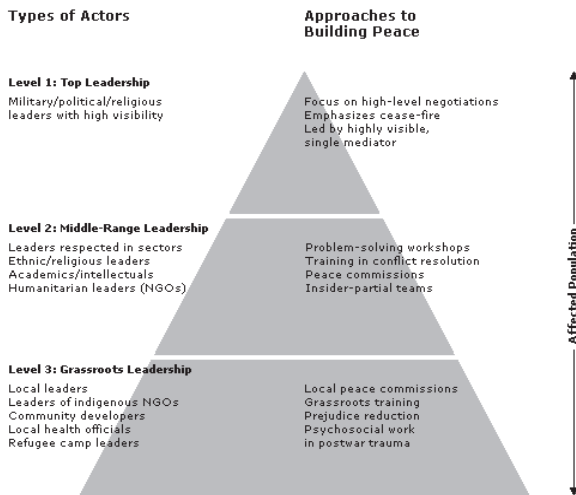 Types of Actors
Approaches to
Building Peace
Level 1: Top Leadership
Military/political/religious
leaders with high visibility
Focus on high-level negotiations
Emphasizes cease-fire
Led by highly visible,
single mediator
Level 2: Middle-Range Leadership
Leaders respected in sectors
Ethnic/religious leaders
Academics/intellectuals
Humanitarian leaders (NGOs)
Problem-solving workshops
Training in conflict resolution
Peace commissions
Insider-partial teams
Level 3: Grassroots Leadership
Local leaders
Leaders of indigenous NGOs
Community developers
Local health officials
Refugee camp leaders
Local peace commissions
Grassroots training
Prejudice reduction
Psychosocial work
in postwar trauma
Affected Population